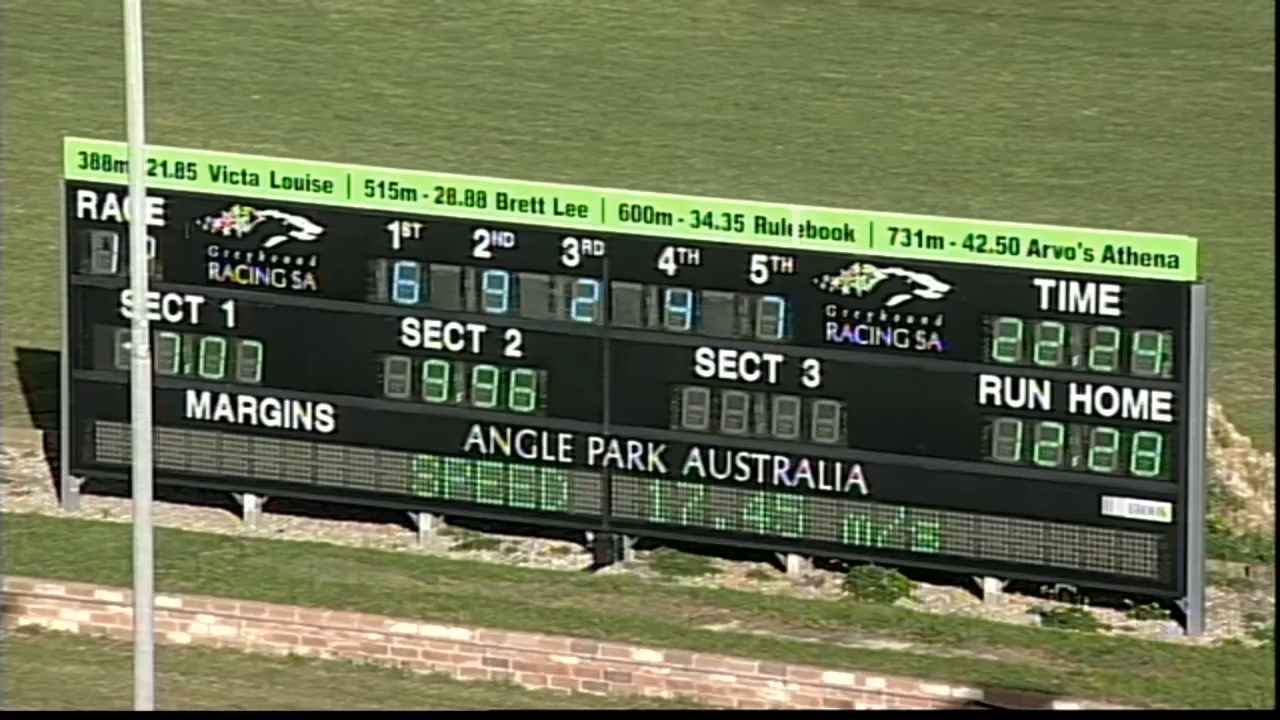 388m 21.85 Victa Louise | 515m - 28.88 Brett Lee | 600m - 34.35 Rulebook | 731m - 42.50 Arvo's Athena
RACE
Greyhound
RACING SA
1ST 2ND 3RD 4TH 5TH
6 9 2 4 7
Greyhound
RACING SA
TIME
22.24
SECT 1
SECT 2
9.96
SECT 3
RUN HOME
12.28
MARGINS
ANGLE PARK AUSTRALIA
SPEED 17.45 m/s